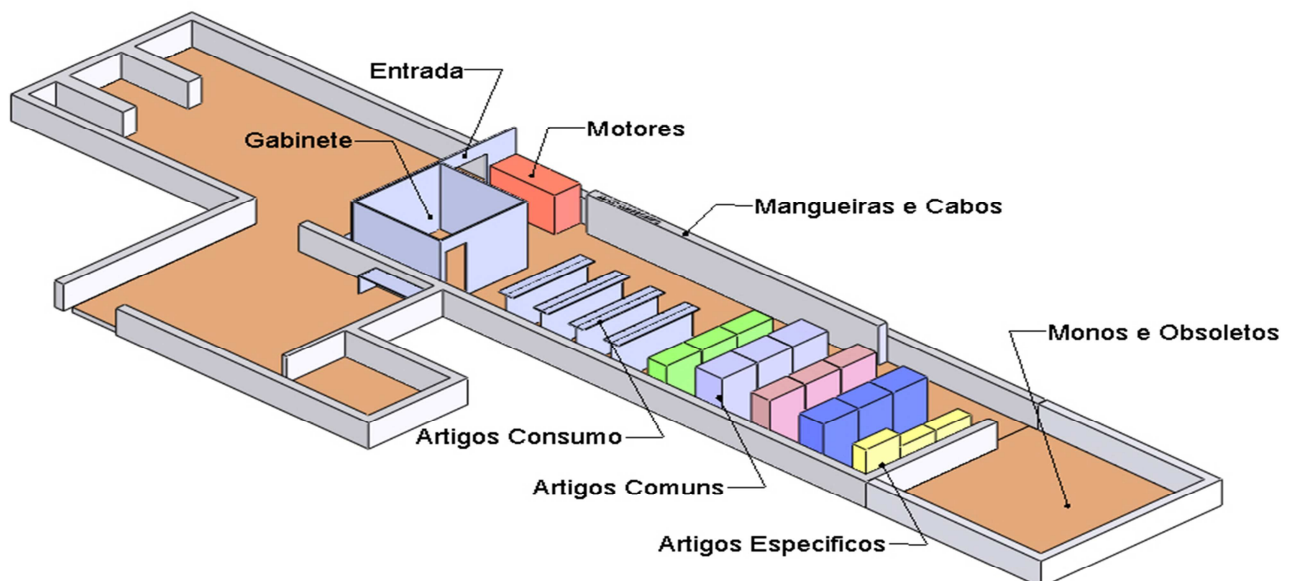 Entrada
Motores
Gabinete
Mangueiras e Cabos
Monos e Obsoletos
Artigos Consumo
Artigos Comuns
Artigos Especificos